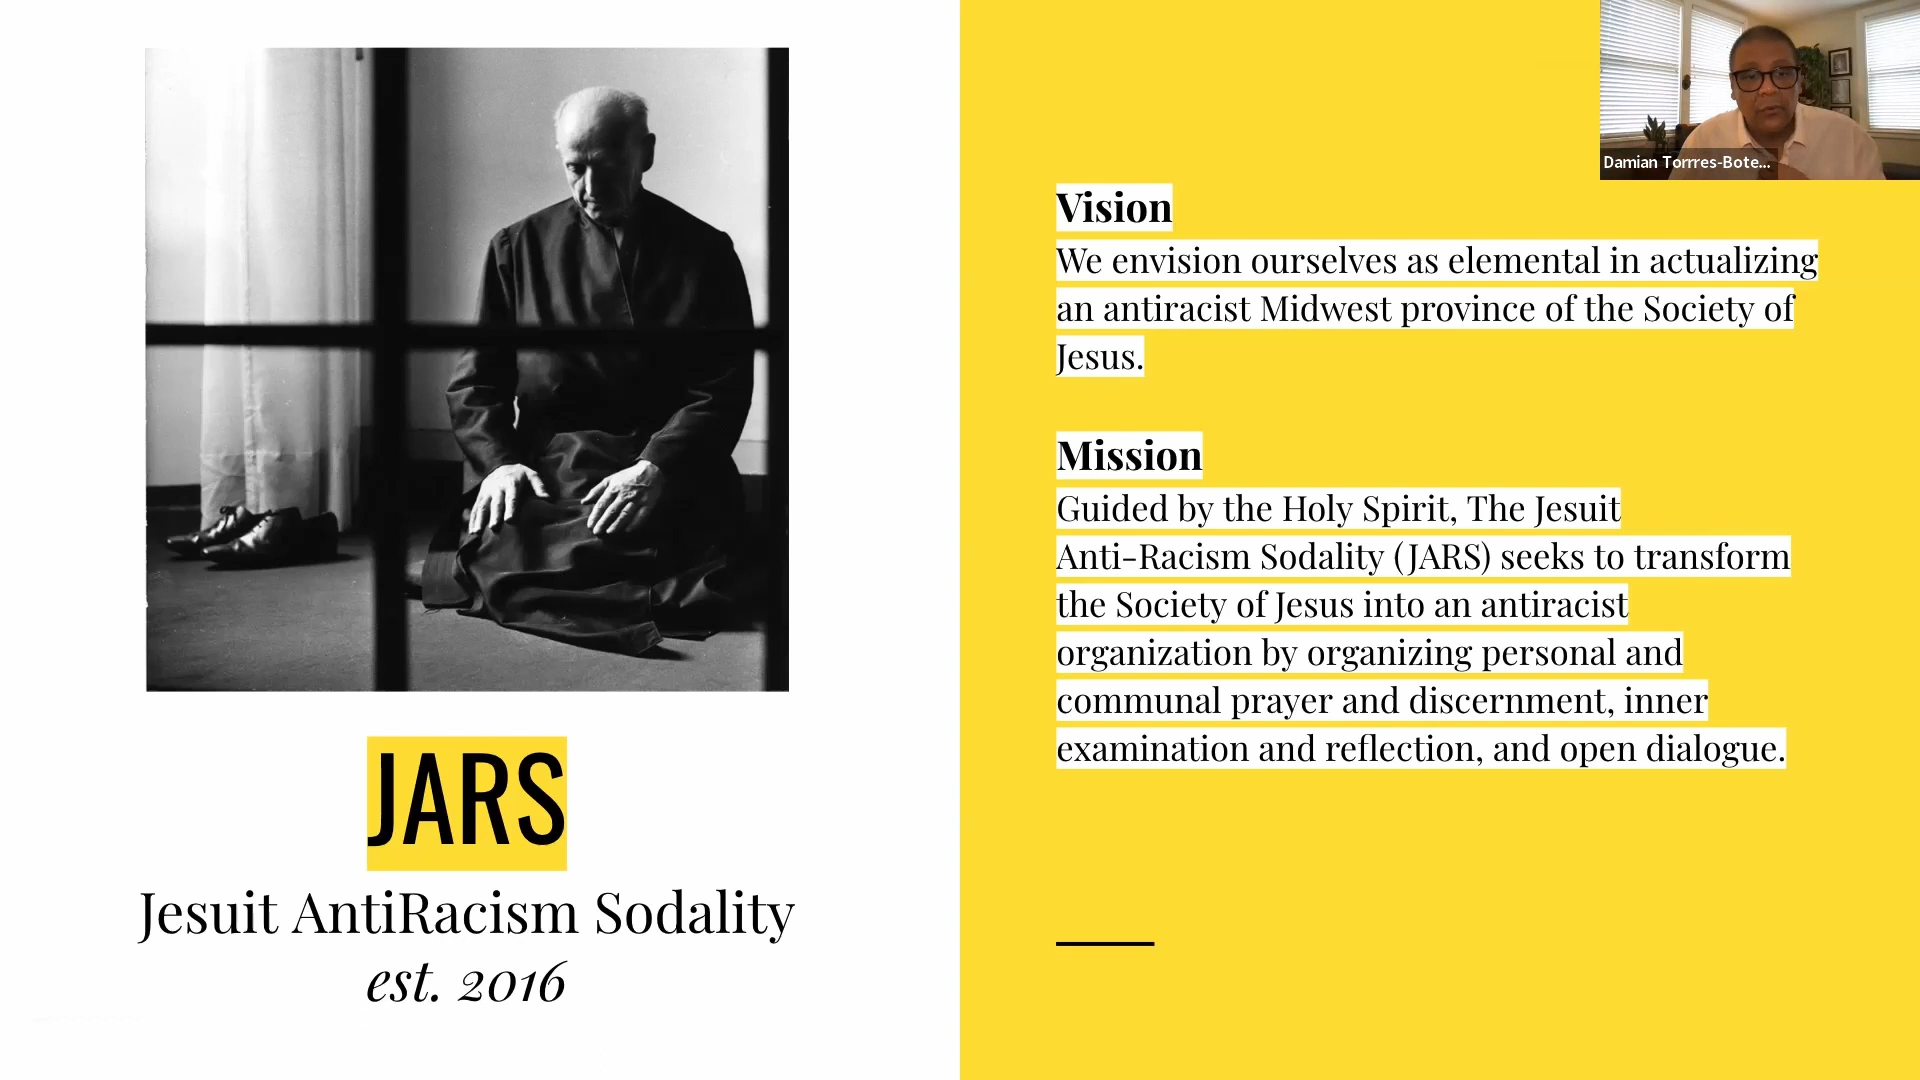 JARS
Jesuit AntiRacism Sodality
est. 2016
Vision
We envision ourselves as elemental in actualizing
an antiracist Midwest province of the Society of
Jesus.
Mission
Guided by the Holy Spirit, The Jesuit
Anti-Racism Sodality (JARS) seeks to transform
the Society of Jesus into an antiracist
organization by organizing personal and
communal prayer and discernment, inner
examination and reflection, and open dialogue.
Damian Torrres-Bote...